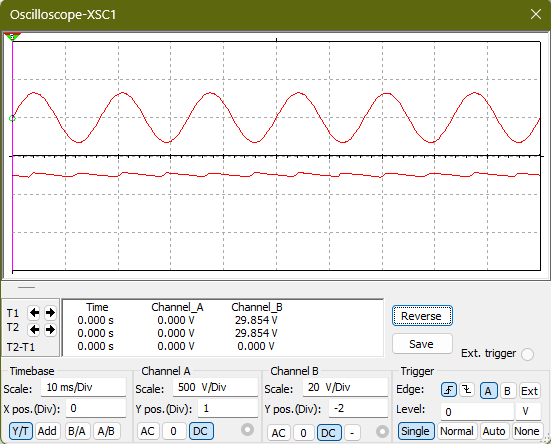 Oscilloscope-XSC1
Time Channel_A Channel_B
T1 0.000 s 0.000 V 29.854 V
T2 0.000 s 0.000 V 29.854 V
T2-T1 0.000 s 0.000 V 0.000 V
Reverse
Save
Ext. trigger
Timebase Channel A Channel B Trigger
Scale: 10 ms/Div Scale: 500 V/Div Scale: 20 V/Div Edge: A B Ext
X pos.(Div): 0 Y pos.(Div): 1 Y pos.(Div): -2 Level: 0 V
Y/T Add B/A A/B AC 0 DC AC 0 DC - Single Normal Auto None